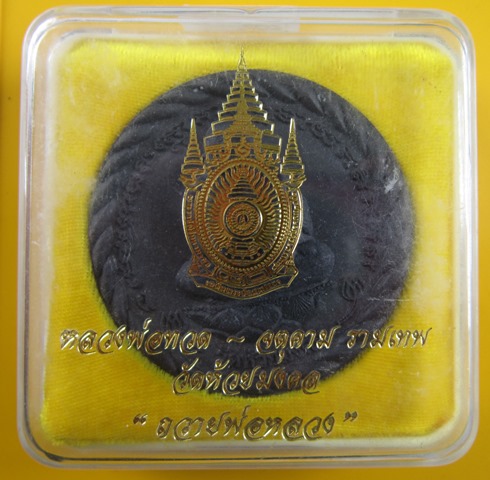 หลวงพ่อทวด ~ จตุคาม รามเทพ
วัดห้วยมงคล
“ ถวายพ่อหลวง ”